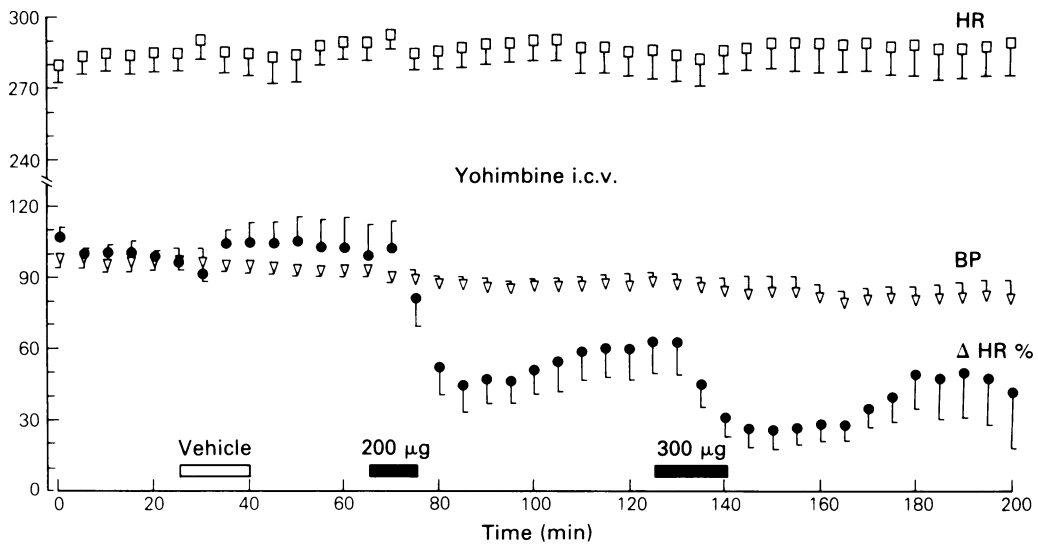 300
HR
270
240
Yohimbine i.c.v.
120
90
BP
60
Δ HR %
30
Vehicle
200 μg
300 μg
0
0 20 40 60 80 100 120 140 160 180 200
Time (min)